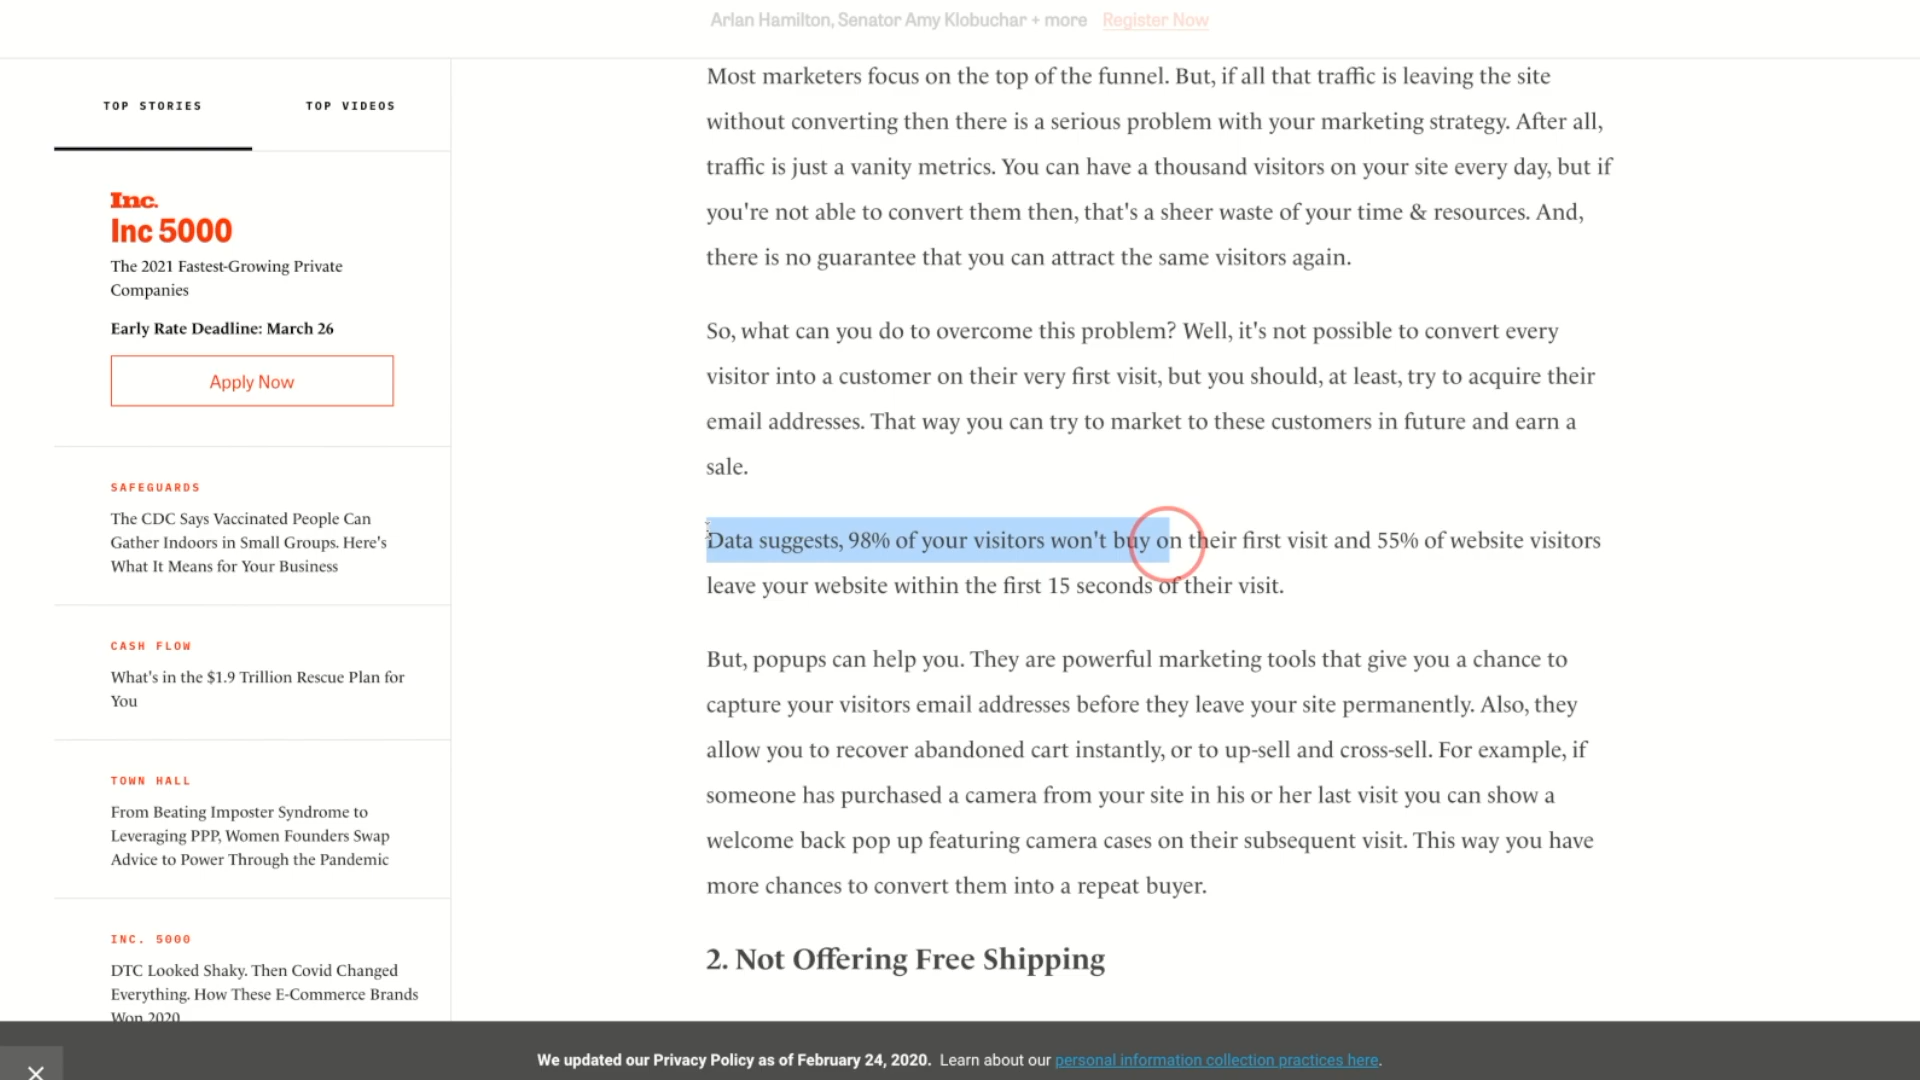 Arlan Hamilton, Senator Amy Klobuchar + more Register Now
TOP STORIES
TOP VIDEOS
Inc.
Inc 5000
The 2021 Fastest-Growing Private
Companies
Early Rate Deadline: March 26
Apply Now
SAFEGUARDS
The CDC Says Vaccinated People Can
Gather Indoors in Small Groups. Here's
What It Means for Your Business
CASH FLOW
What's in the $1.9 Trillion Rescue Plan for
You
TOWN HALL
From Beating Imposter Syndrome to
Leveraging PPP, Women Founders Swap
Advice to Power Through the Pandemic
INC. 5000
DTC Looked Shaky. Then Covid Changed
Everything. How These E-Commerce Brands
Won 2020
Most marketers focus on the top of the funnel. But, if all that traffic is leaving the site
without converting then there is a serious problem with your marketing strategy. After all,
traffic is just a vanity metrics. You can have a thousand visitors on your site every day, but if
you're not able to convert them then, that's a sheer waste of your time & resources. And,
there is no guarantee that you can attract the same visitors again.
So, what can you do to overcome this problem? Well, it's not possible to convert every
visitor into a customer on their very first visit, but you should, at least, try to acquire their
email addresses. That way you can try to market to these customers in future and earn a
sale.
Data suggests, 98% of your visitors won't buy on their first visit and 55% of website visitors
leave your website within the first 15 seconds of their visit.
But, popups can help you. They are powerful marketing tools that give you a chance to
capture your visitors email addresses before they leave your site permanently. Also, they
allow you to recover abandoned cart instantly, or to up-sell and cross-sell. For example, if
someone has purchased a camera from your site in his or her last visit you can show a
welcome back pop up featuring camera cases on their subsequent visit. This way you have
more chances to convert them into a repeat buyer.
2. Not Offering Free Shipping
We updated our Privacy Policy as of February 24, 2020. Learn about our personal information collection practices here.